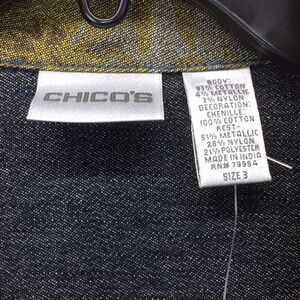 CHICO'S
BODY:
93% COTTON
4% METALLIC
3% NYLON
DECORATION:
CHENILLE
100% COTTON
REST:
51% METALLIC
28% NYLON
21% POLYESTER
MADE IN INDIA
RN# 79984
SIZE 3